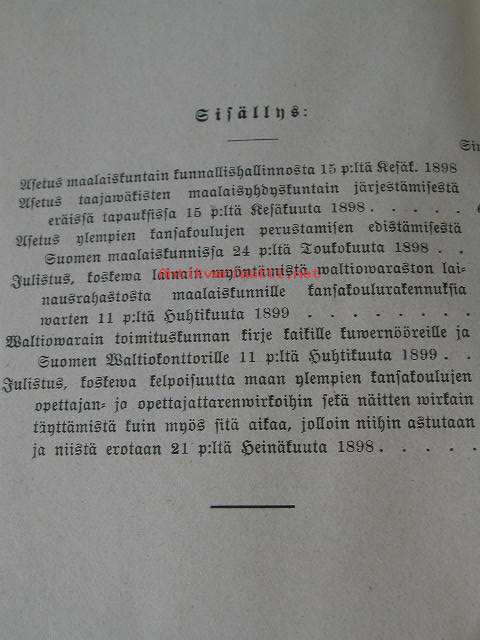 Sisällys:
Asetus maalaiskuntain kunnallishallinnosta 15 p:ltä Kesäk. 1898
Asetus taajawäkisten maalaisyhdyskuntain järjestämisestä
eräissä tapauksissa 15 p:ltä Kesäkuuta 1898 . . . . .
Asetus ylempien kansakoulujen perustamisen edistämisestä
Suomen maalaiskunnissa 24 p:ltä Toukokuuta 1898 . .
Julistus, koskewa lainain myöntämistä waltiowaraston lai-
nausrahastosta maalaiskunnille kansakoulurakennuksia
warten 11 p:ltä Huhtikuuta 1899 . . . . . . . .
Waltiowarain toimituskunnan kirje kaikille kuwernööreille ja
Suomen Waltiokonttorille 11 p:ltä Huhtikuuta 1899 . .
Julistus, koskewa kelpoisuutta maan ylempien kansakoulujen
opettajan- ja opettajattarenwirkoihin sekä näitten wirkain
täyttämistä kuin myös sitä aikaa, jolloin niihin astutaan
ja niistä erotaan 21 p:ltä Heinäkuuta 1898 . . . . .